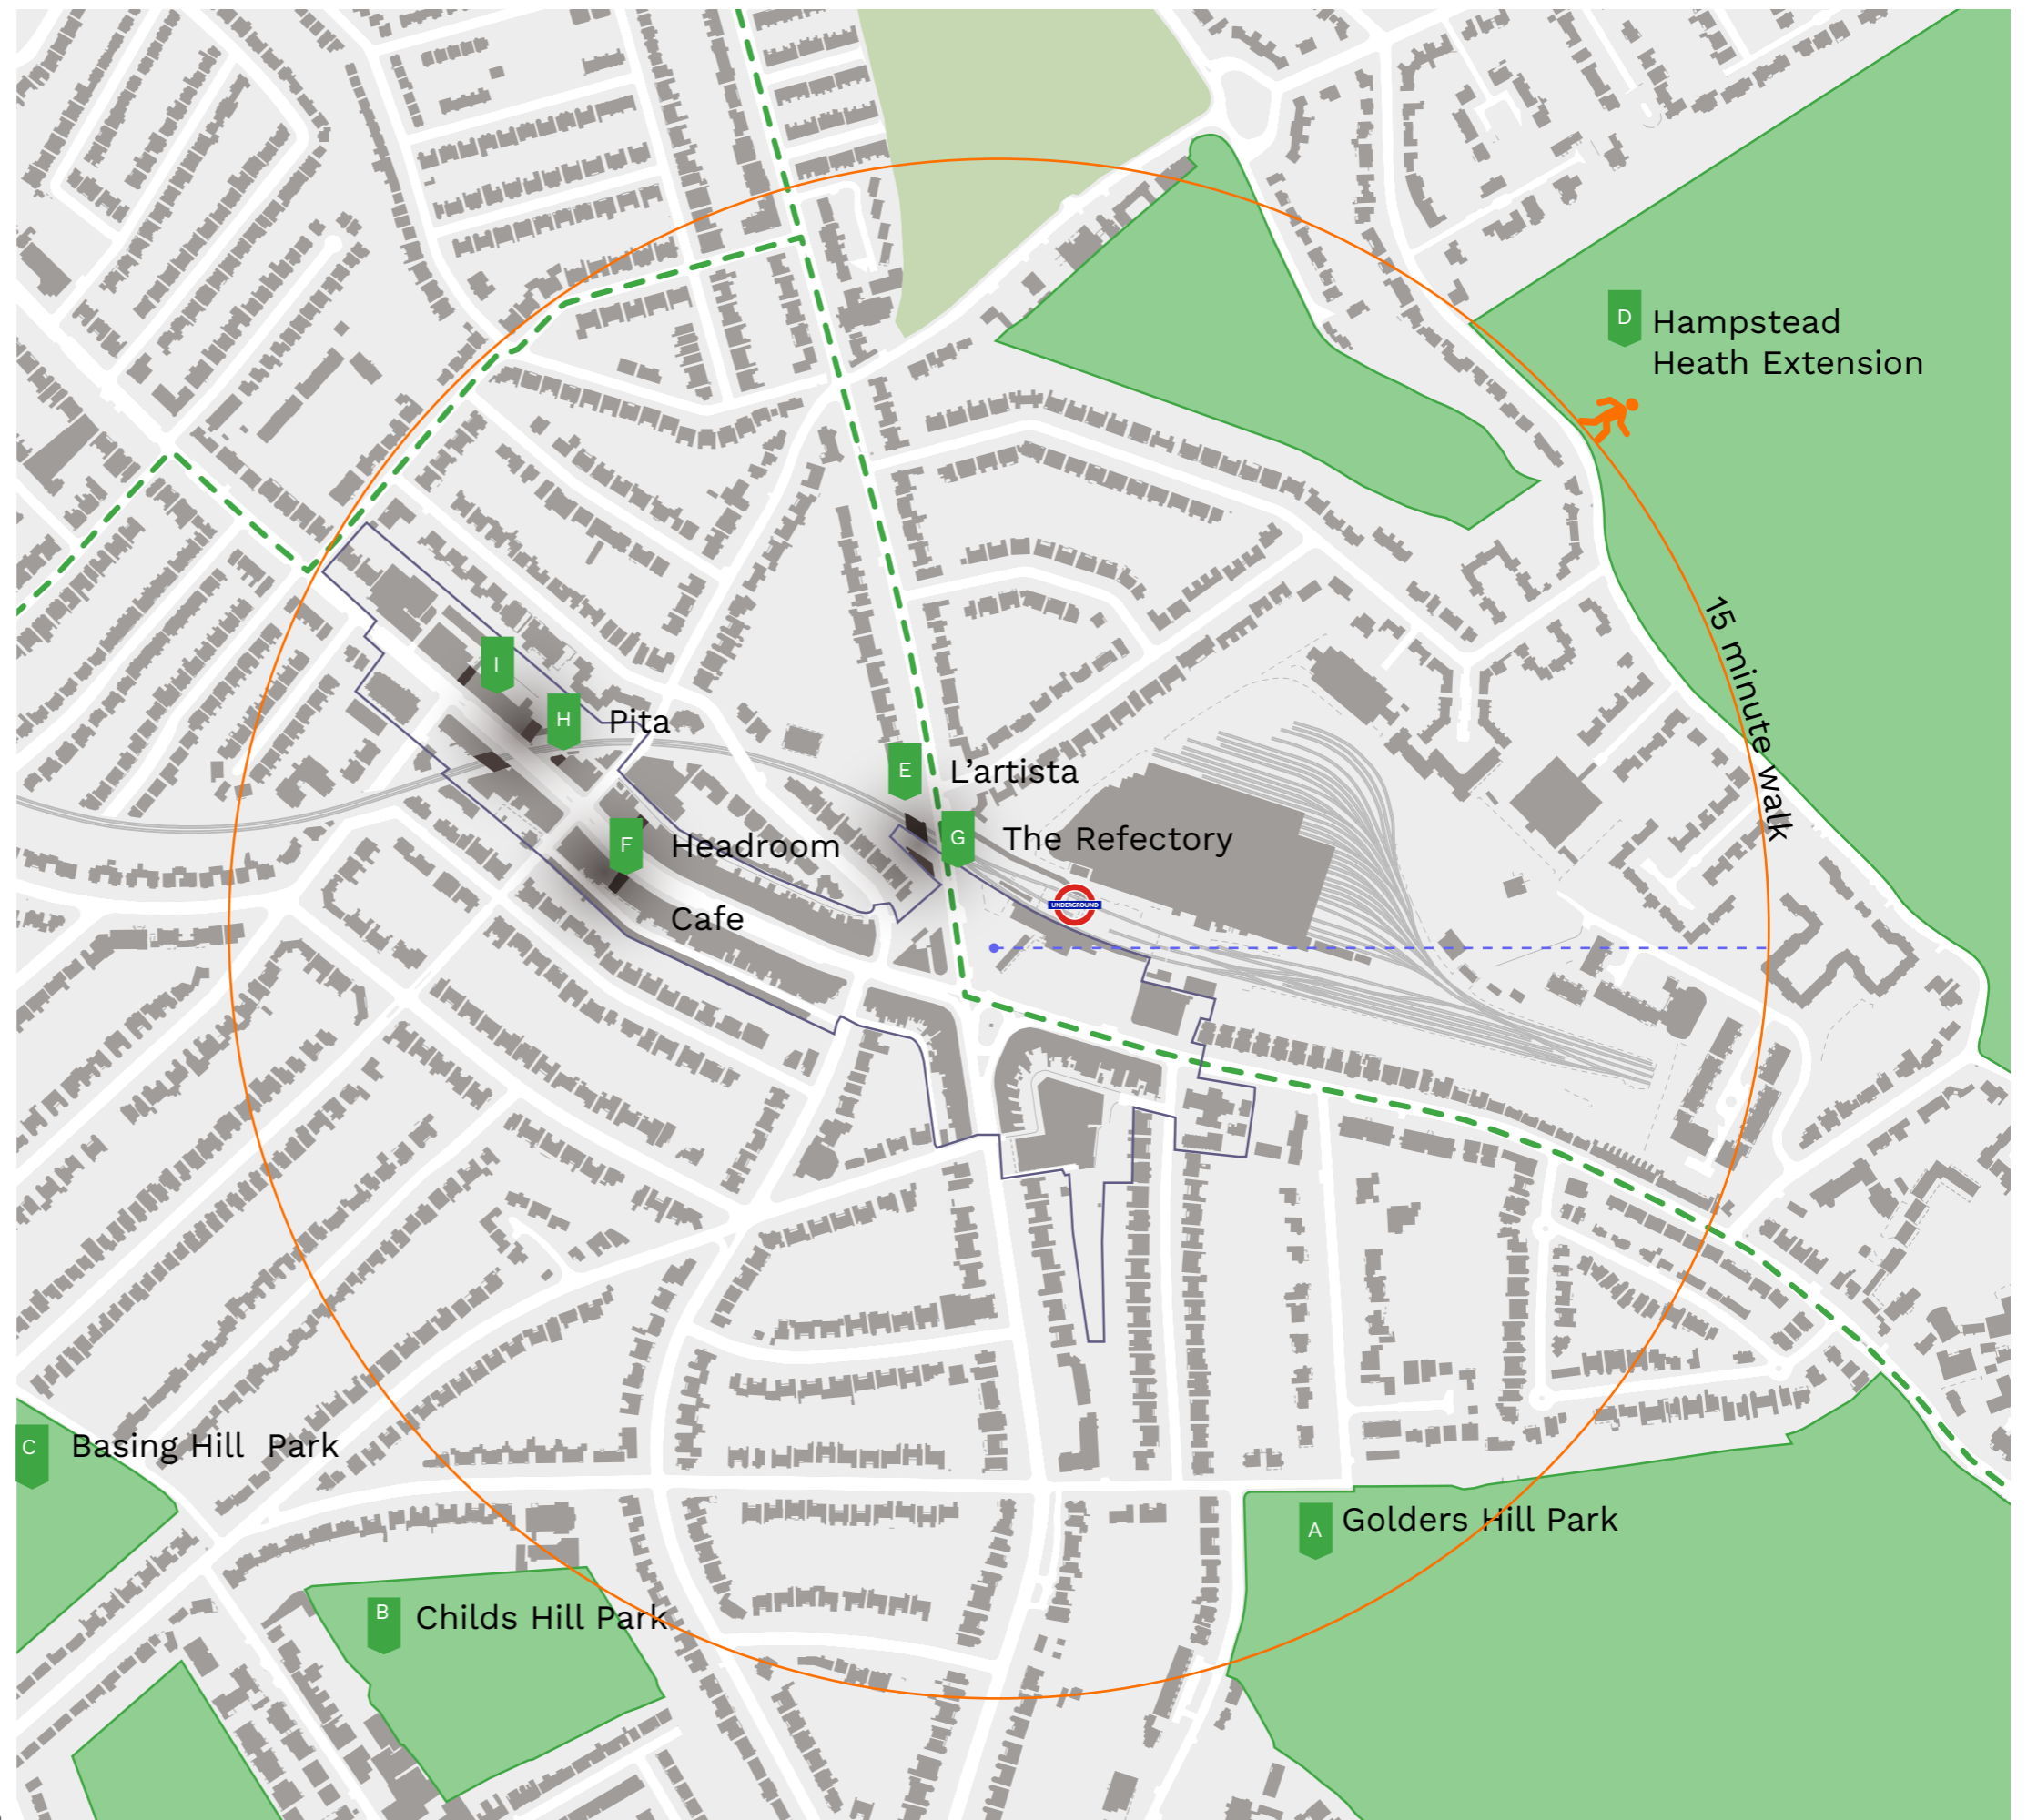 D
Hampstead
Heath Extension
15 minute walk
I
H
Pita
E
L'artista
G
The Refectory
F
Headroom
Cafe
UNDERGROUND
C
Basing Hill  Park
A
Golders Hill Park
B
Childs Hill Park